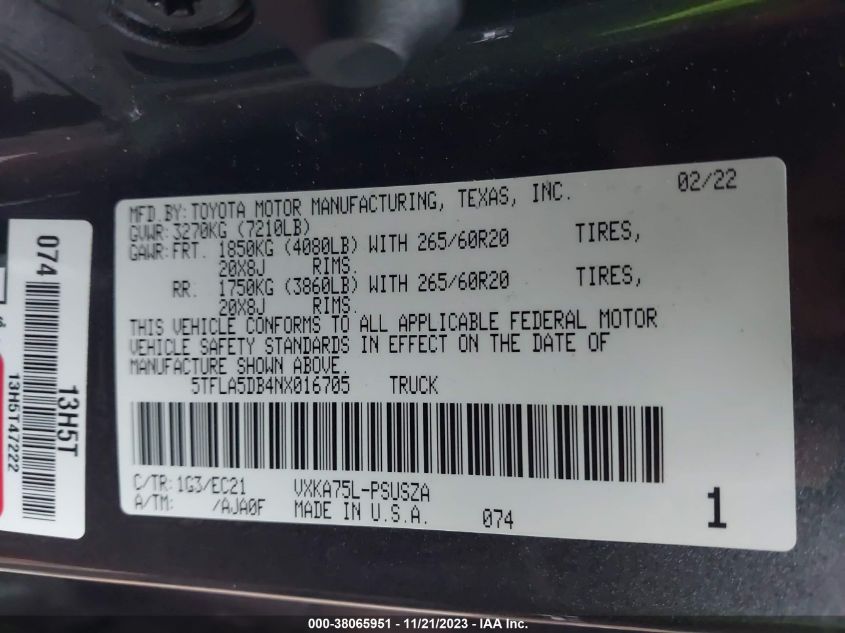 MFD.BY:TOYOTA MOTOR MANUFACTURING, TEXAS, INC. 02/22
GVWR:3270KG (7210LB)
GAWR:FRT. 1850KG (4080LB) WITH 265/60R20 TIRES,
20X8J RIMS.
RR. 1750KG (3860LB) WITH 265/60R20 TIRES,
20X8J RIMS.
THIS VEHICLE CONFORMS TO ALL APPLICABLE FEDERAL MOTOR
VEHICLE SAFETY STANDARDS IN EFFECT ON THE DATE OF
MANUFACTURE SHOWN ABOVE.
5TFLA5DB4NX016705 TRUCK
C/TR:1G3/EC21 VXKA75L-PSUSZA
A/TM: /AJA0F MADE IN U.S.A. 074
1
074
13H5T
13H5T47222
000-38065951 - 11/21/2023 - IAA Inc.